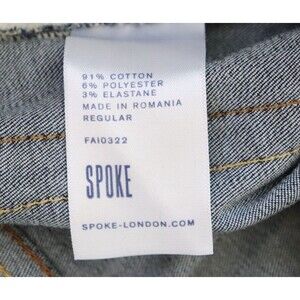 91% COTTON
6% POLYESTER
3% ELASTANE
MADE IN ROMANIA
REGULAR
FAI0322
SPOKE
SPOKE-LONDON.COM